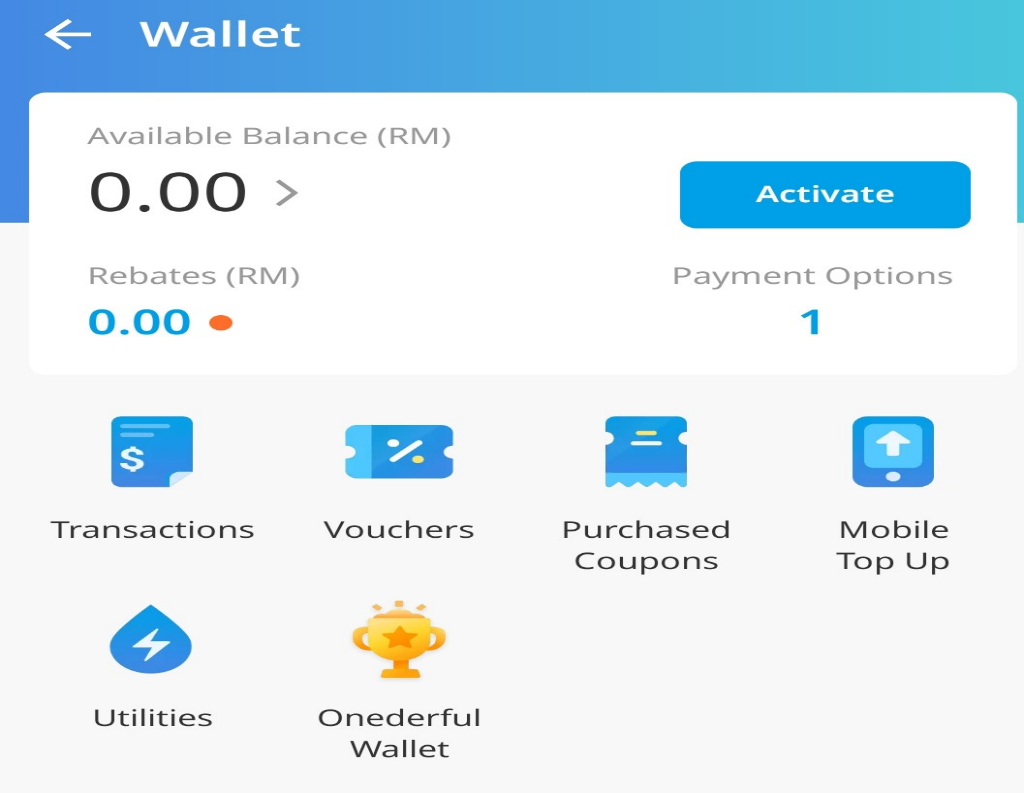 Wallet
Available Balance (RM)
0.00 >
Activate
Rebates (RM)
Payment Options
0.00
1
$
%
Transactions
Vouchers
Purchased
Coupons
Mobile
Top Up
Utilities
Onederful
Wallet